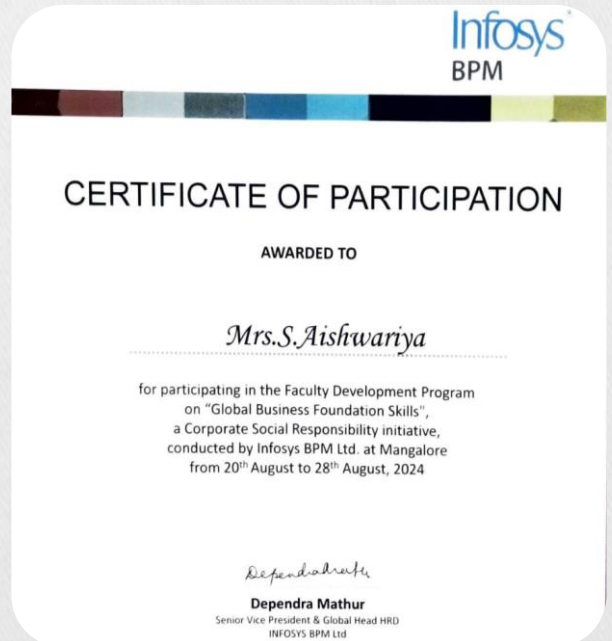 Infosys
BPM
CERTIFICATE OF PARTICIPATION
AWARDED TO
Mrs.S.Aishwariya
for participating in the Faculty Development Program
on "Global Business Foundation Skills",
a Corporate Social Responsibility initiative,
conducted by Infosys BPM Ltd. at Mangalore
from 20th August to 28th August, 2024
Dependra Mathur
Senior Vice President & Global Head HRD
INFOSYS BPM Ltd